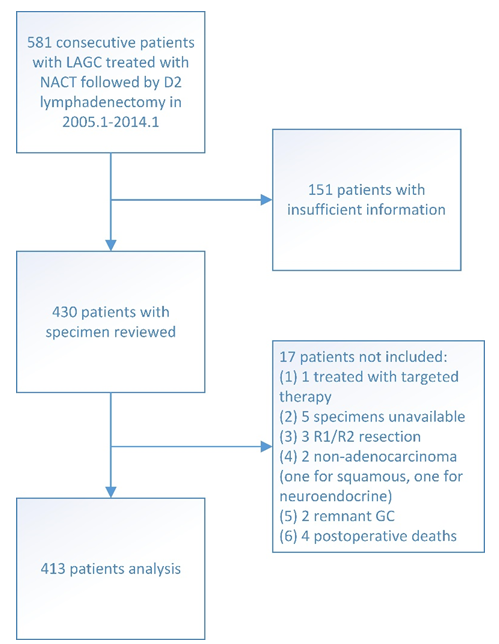 581 consecutive patients
with LAGC treated with
NACT followed by D2
lymphadenectomy in
2005.1-2014.1
151 patients with
insufficient information
430 patients with
specimen reviewed
17 patients not included:
(1) 1 treated with targeted
therapy
(2) 5 specimens unavailable
(3) 3 R1/R2 resection
(4) 2 non-adenocarcinoma
(one for squamous, one for
neuroendocrine)
(5) 2 remnant GC
(6) 4 postoperative deaths
413 patients analysis